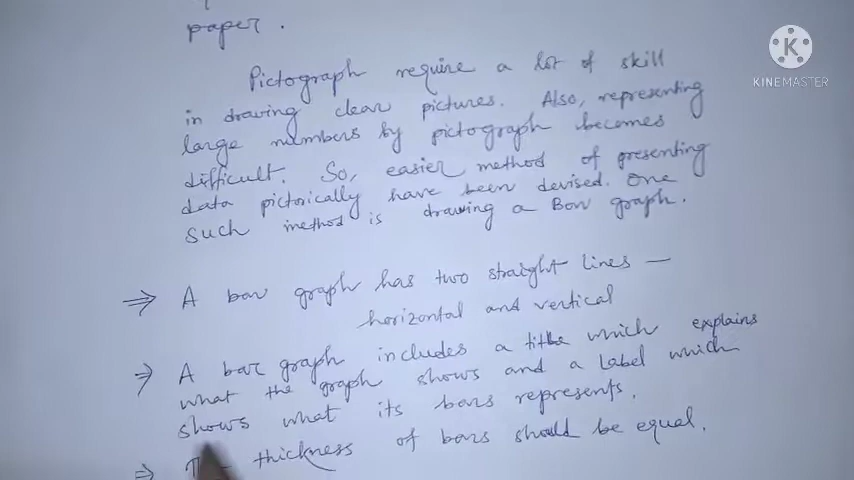 paper.
Pictograph require a lot of skill
in drawing clear pictures. Also, representing
large numbers by pictograph becomes
difficult. So, easier method of presenting
data pictorically have been devised. One
such method is drawing a Bar graph.
⇒ A bar graph has two straight lines —
horizontal and vertical
⇒ A bar graph includes a title which explains
what the graph shows and a Label which
shows what its bars represents.
⇒ thickness of bars should be equal.
K
KINEMASTER